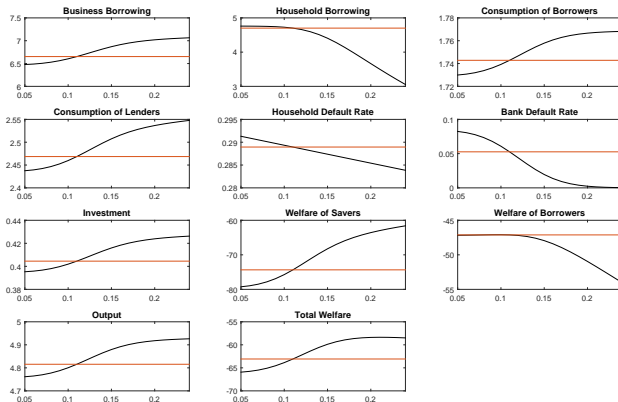 Business Borrowing
7.5
7
6.5
6
0.05 0.1 0.15 0.2
Household Borrowing
5
4
3
0.05 0.1 0.15 0.2
Consumption of Borrowers
1.78
1.76
1.74
1.72
0.05 0.1 0.15 0.2
Consumption of Lenders
2.55
2.5
2.45
2.4
0.05 0.1 0.15 0.2
Household Default Rate
0.295
0.29
0.285
0.28
0.05 0.1 0.15 0.2
Bank Default Rate
0.1
0.05
0
0.05 0.1 0.15 0.2
Investment
0.44
0.42
0.4
0.38
0.05 0.1 0.15 0.2
Welfare of Savers
-60
-70
-80
0.05 0.1 0.15 0.2
Welfare of Borrowers
-45
-50
-55
0.05 0.1 0.15 0.2
Output
5
4.9
4.8
4.7
0.05 0.1 0.15 0.2
Total Welfare
-55
-60
-65
-70
0.05 0.1 0.15 0.2